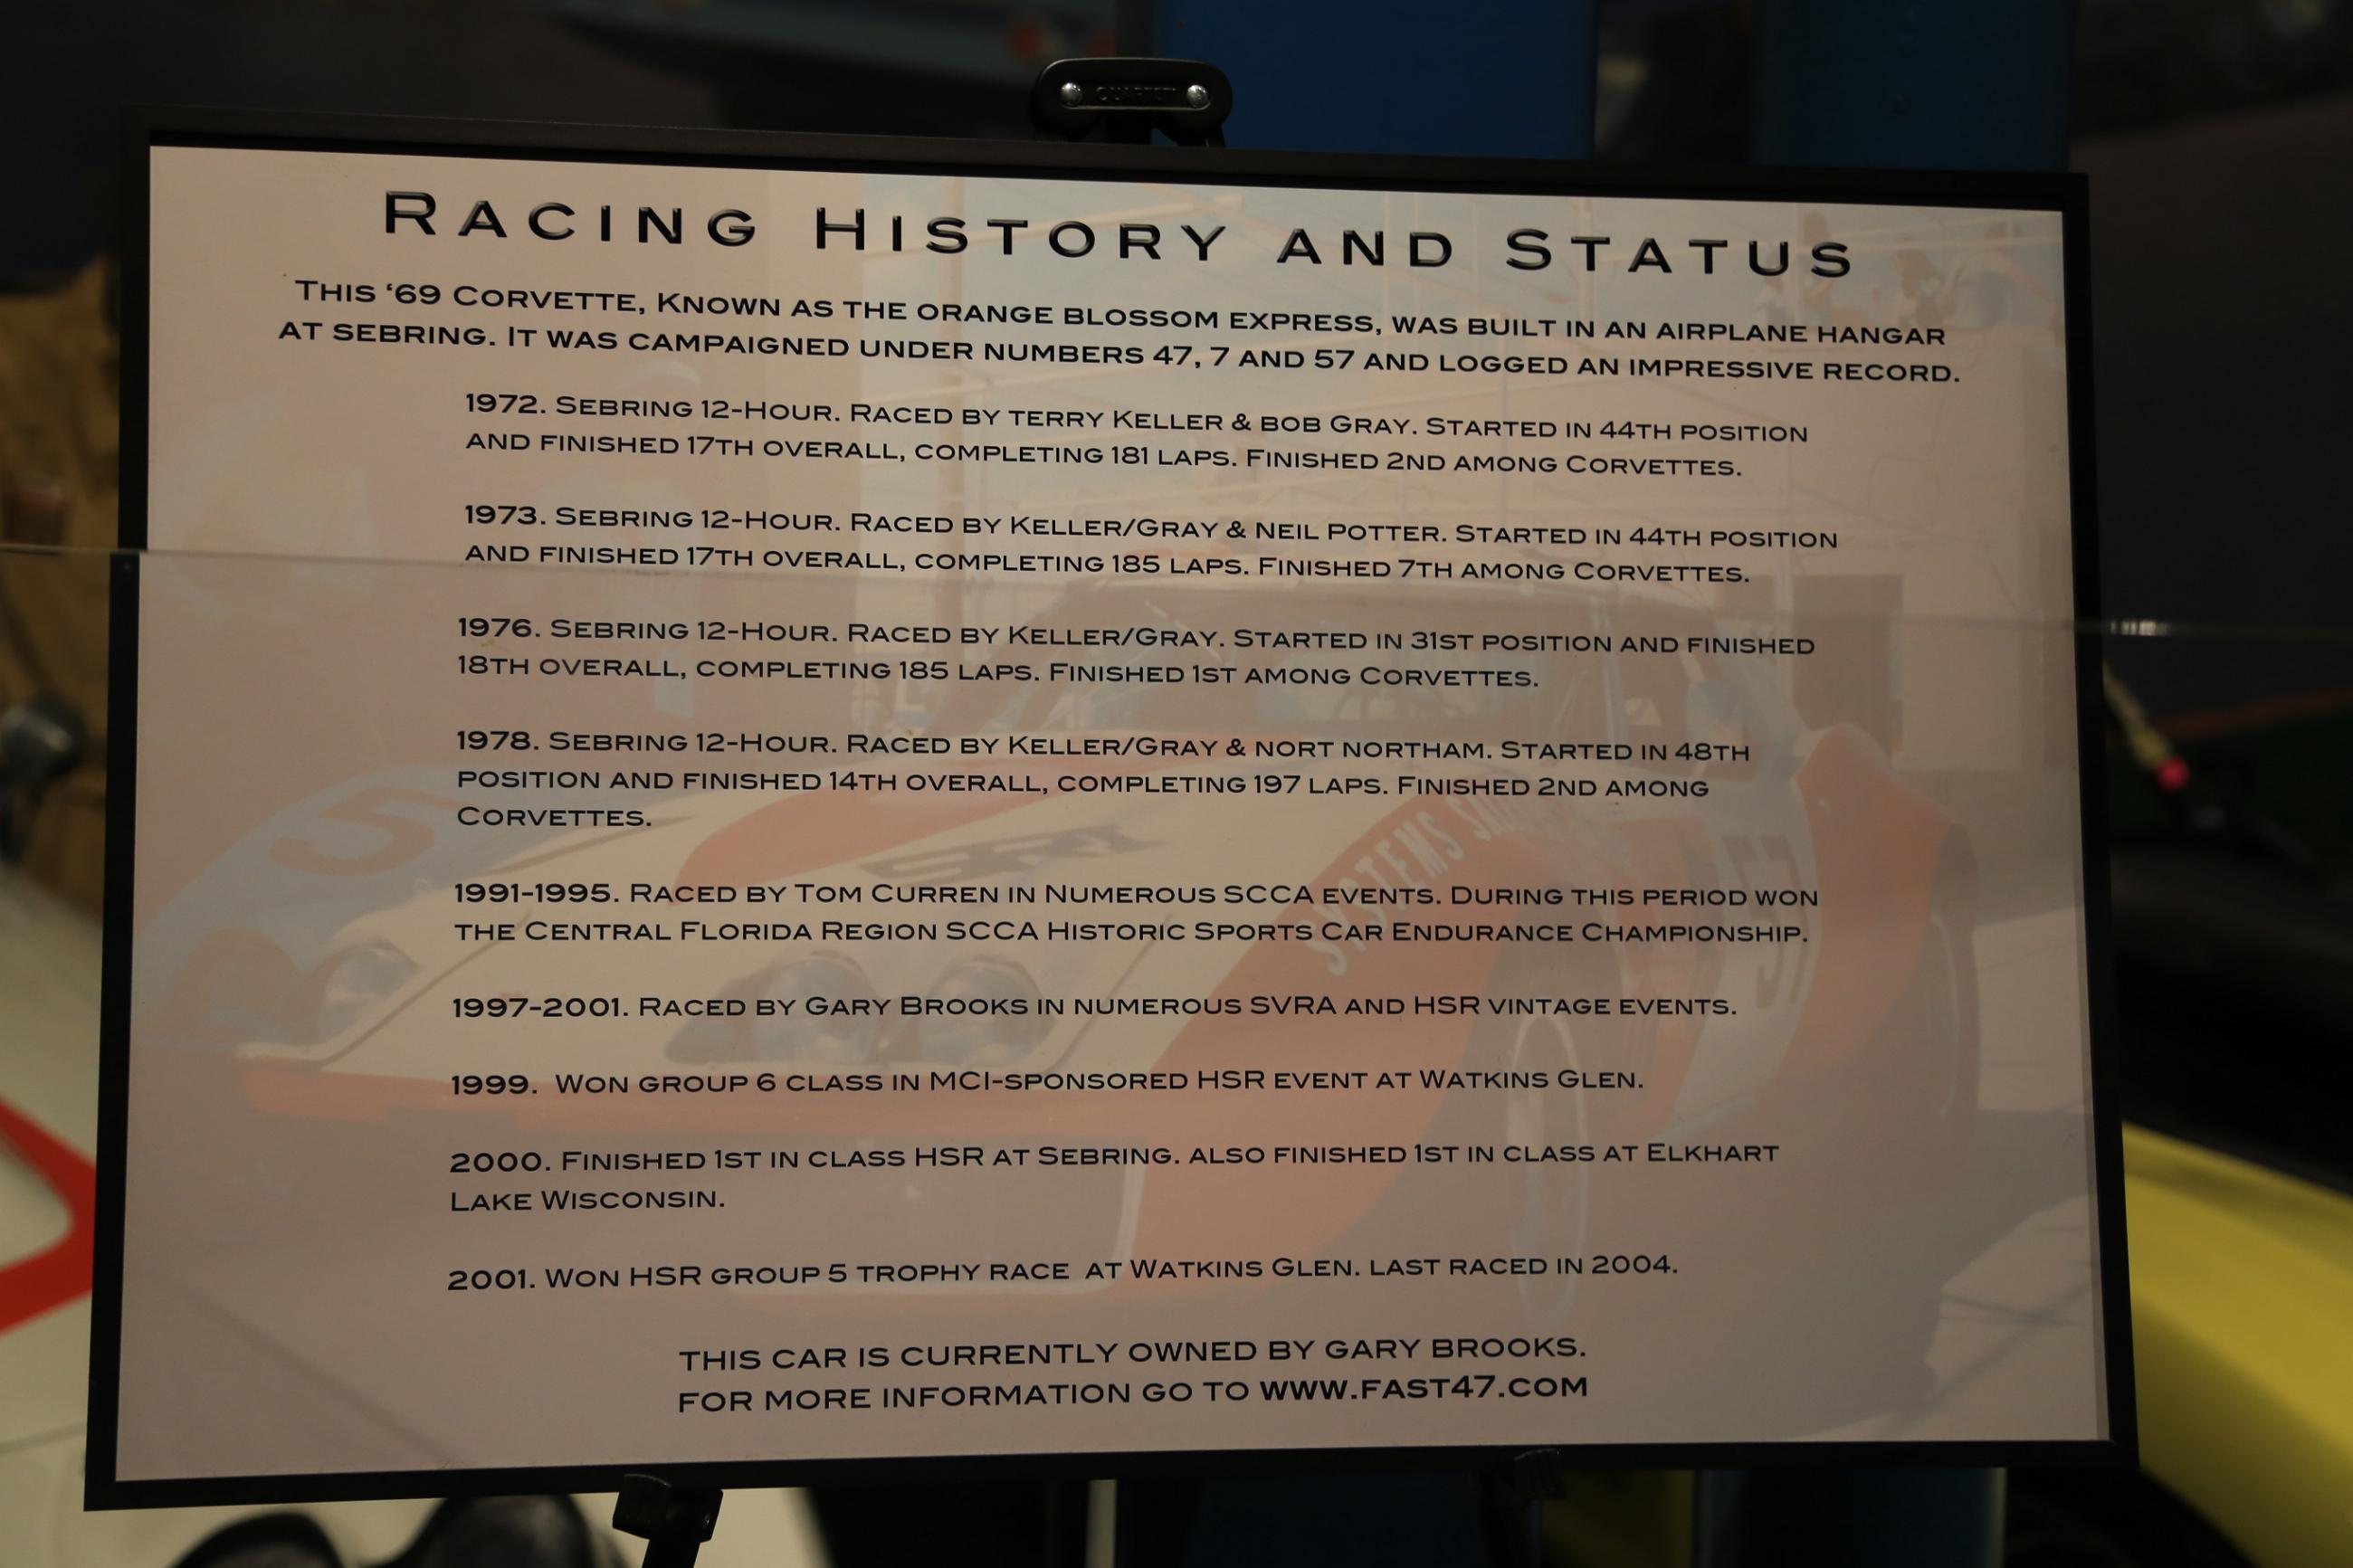 Racing History and Status
This ‘69 Corvette, Known as the orange blossom express, was built in an airplane hangar
at sebring. It was campaigned under numbers 47, 7 and 57 and logged an impressive record.
1972. Sebring 12-Hour. Raced by terry Keller & bob Gray. Started in 44th position
and finished 17th overall, completing 181 laps. Finished 2nd among Corvettes.
1973. Sebring 12-Hour. Raced by Keller/Gray & neil potter. Started in 44th position
and finished 17th overall, completing 185 laps. Finished 7th among Corvettes.
1976. Sebring 12-Hour. Raced by Keller/Gray. Started in 31st position and finished
18th overall, completing 185 laps. Finished 1st among Corvettes.
1978. Sebring 12-Hour. Raced by Keller/Gray & nort northam. Started in 48th
position and finished 14th overall, completing 197 laps. Finished 2nd among
Corvettes.
1991-1995. Raced by Tom Curren in Numerous SCCA events. During this period won
the Central Florida Region SCCA Historic Sports Car Endurance Championship.
1997-2001. Raced by Gary Brooks in numerous SVRA and HSR vintage events.
1999. Won group 6 class in MCI-sponsored HSR event at Watkins Glen.
2000. Finished 1st in class HSR at Sebring. also finished 1st in class at Elkhart
Lake Wisconsin.
2001. Won HSR group 5 trophy race at Watkins Glen. last raced in 2004.
this car is currently owned by gary brooks.
for more information go to www.fast47.com
5
SYSTEMS
57